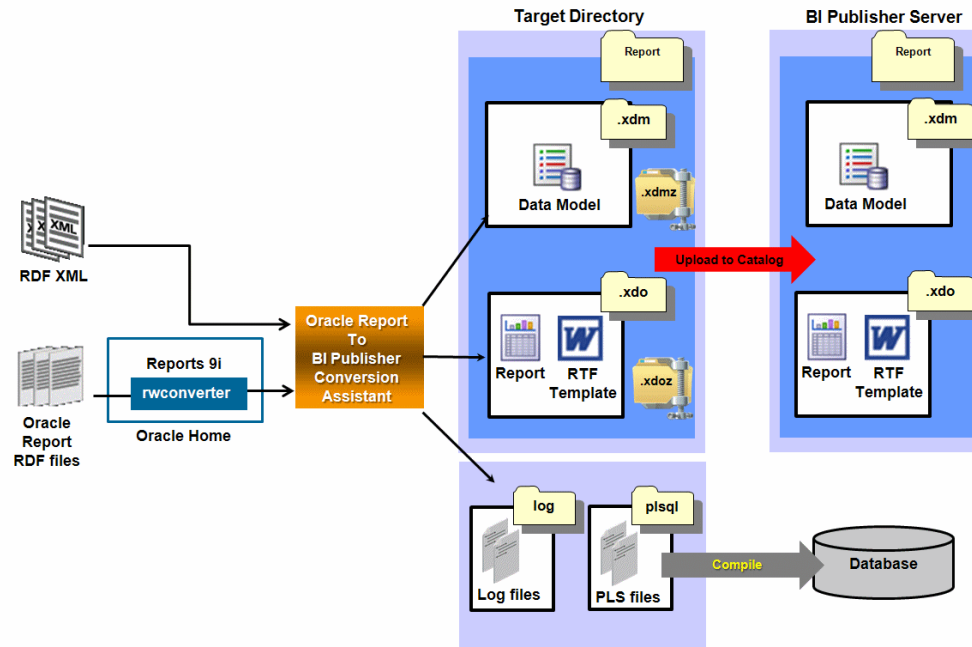 Target Directory
BI Publisher Server
Report
Report
.xdm
.xdm
Data Model
.xdmz
Data Model
XML
RDF XML
Upload to Catalog
.xdo
.xdo
Oracle Report
To
BI Publisher
Conversion
Assistant
Reports 9i
rwconverter
Oracle Home
Oracle
Report
RDF files
Report
RTF
Template
.xdoz
Report
RTF
Template
log
plsql
Log files
PLS files
Compile
Database